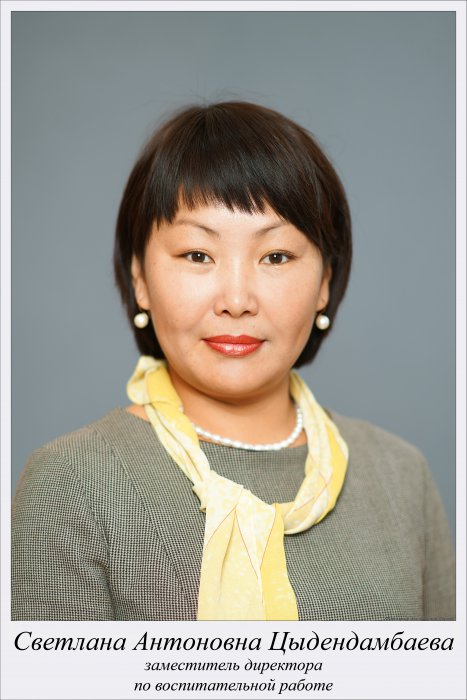 Светлана Антоновна Цыдендамбаева
заместитель директора
по воспитательной работе